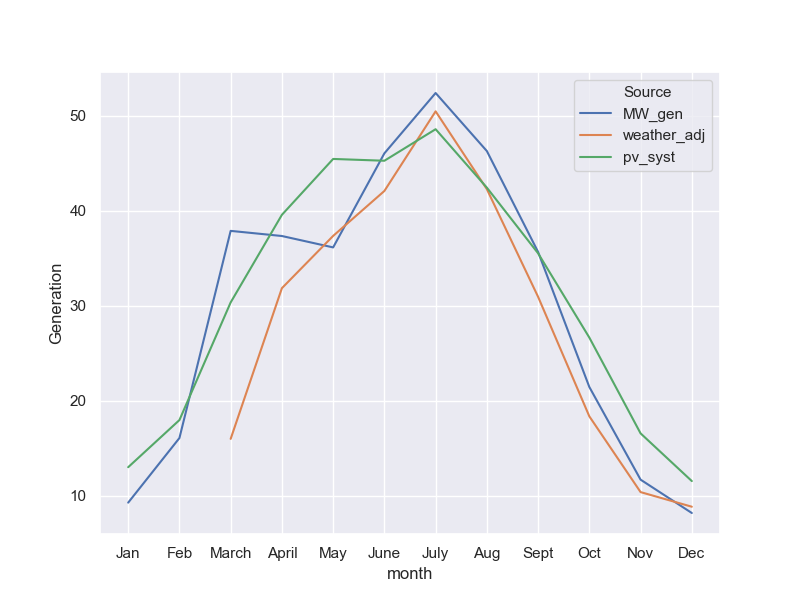 Source
MW_gen
weather_adj
pv_syst
50
40
30
20
10
Generation
Jan Feb March April May June July Aug Sept Oct Nov Dec
month